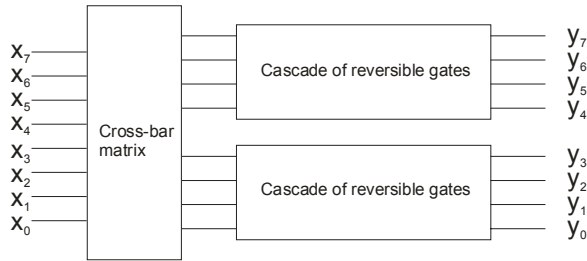 x₇
x₆
x₅
x₄
x₃
x₂
x₁
x₀
Cross-bar
matrix
Cascade of reversible gates
Cascade of reversible gates
y₇
y₆
y₅
y₄
y₃
y₂
y₁
y₀